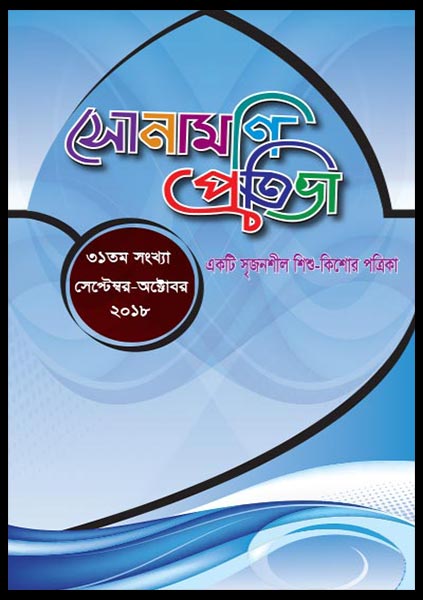 সোনামণি
প্রতিভা
৩১তম সংখ্যা
সেপ্টেম্বর-অক্টোবর
২০১৮
একটি সৃজনশীল শিশু-কিশোর পত্রিকা